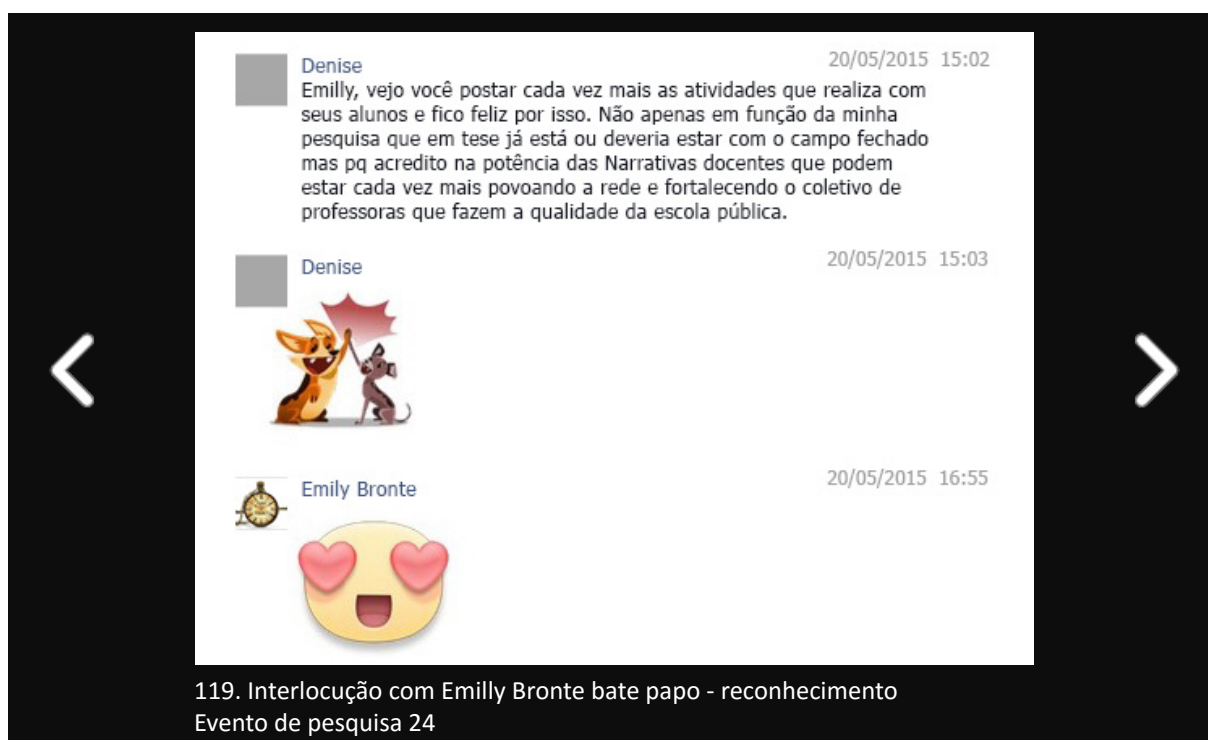 Denise
20/05/2015 15:02
Emilly, vejo você postar cada vez mais as atividades que realiza com
seus alunos e fico feliz por isso. Não apenas em função da minha
pesquisa que em tese já está ou deveria estar com o campo fechado
mas pq acredito na potência das Narrativas docentes que podem
estar cada vez mais povoando a rede e fortalecendo o coletivo de
professoras que fazem a qualidade da escola pública.
Denise
20/05/2015 15:03
Emily Bronte
20/05/2015 16:55
119. Interlocução com Emilly Bronte bate papo - reconhecimento
Evento de pesquisa 24